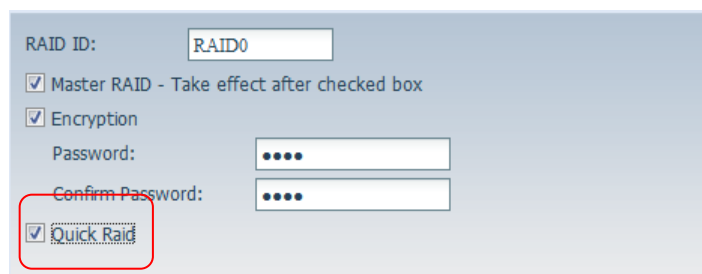 RAID ID: RAID0
Master RAID - Take effect after checked box
Encryption
Password: ••••
Confirm Password: ••••
Quick Raid